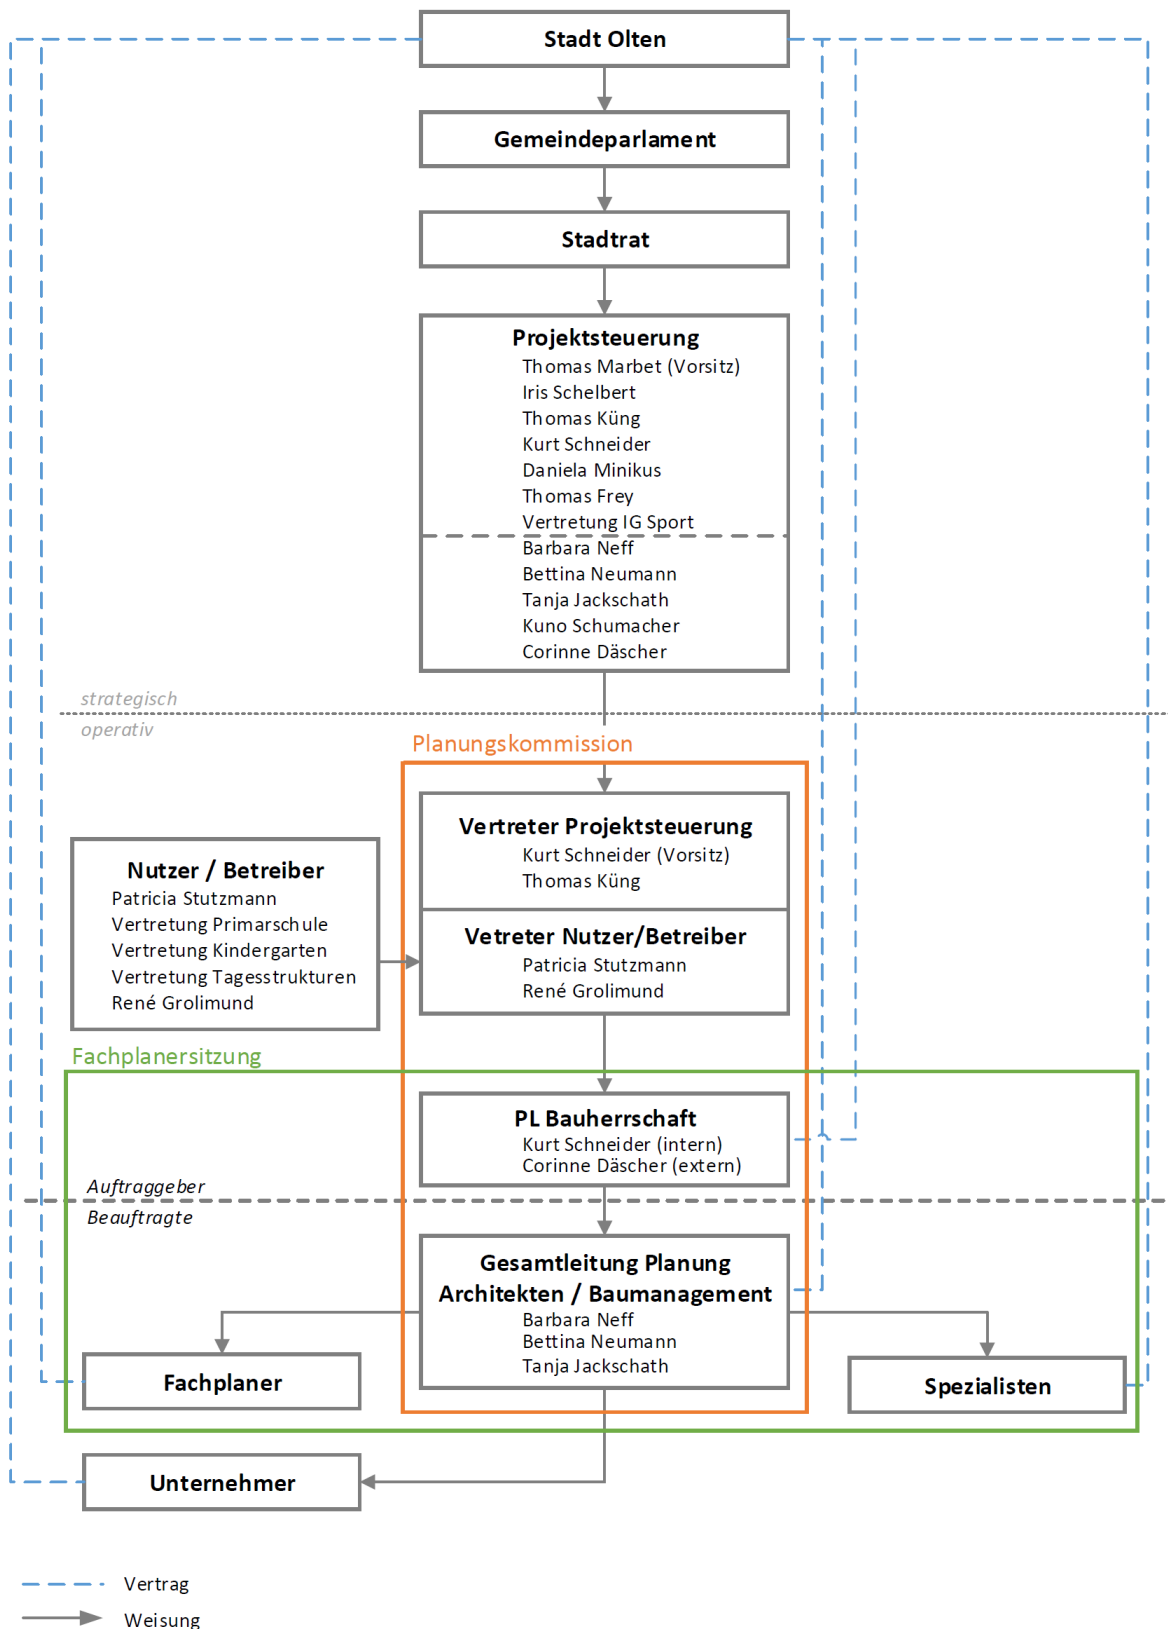 Stadt Olten
Gemeindeparlament
Stadtrat
Projektsteuerung
Thomas Marbet (Vorsitz)
Iris Schelbert
Thomas Küng
Kurt Schneider
Daniela Minikus
Thomas Frey
Vertretung IG Sport
Barbara Neff
Bettina Neumann
Tanja Jackschath
Kuno Schumacher
Corinne Däscher
strategisch
operativ
Planungskommission
Vertreter Projektsteuerung
Kurt Schneider (Vorsitz)
Thomas Küng
Nutzer / Betreiber
Patricia Stutzmann
Vertretung Primarschule
Vertretung Kindergarten
Vertretung Tagesstrukturen
René Grolimund
Vetreter Nutzer/Betreiber
Patricia Stutzmann
René Grolimund
Fachplanersitzung
PL Bauherrschaft
Kurt Schneider (intern)
Corinne Däscher (extern)
Auftraggeber
Beauftragte
Gesamtleitung Planung
Architekten / Baumanagement
Barbara Neff
Bettina Neumann
Tanja Jackschath
Fachplaner
Spezialisten
Unternehmer
Vertrag
Weisung